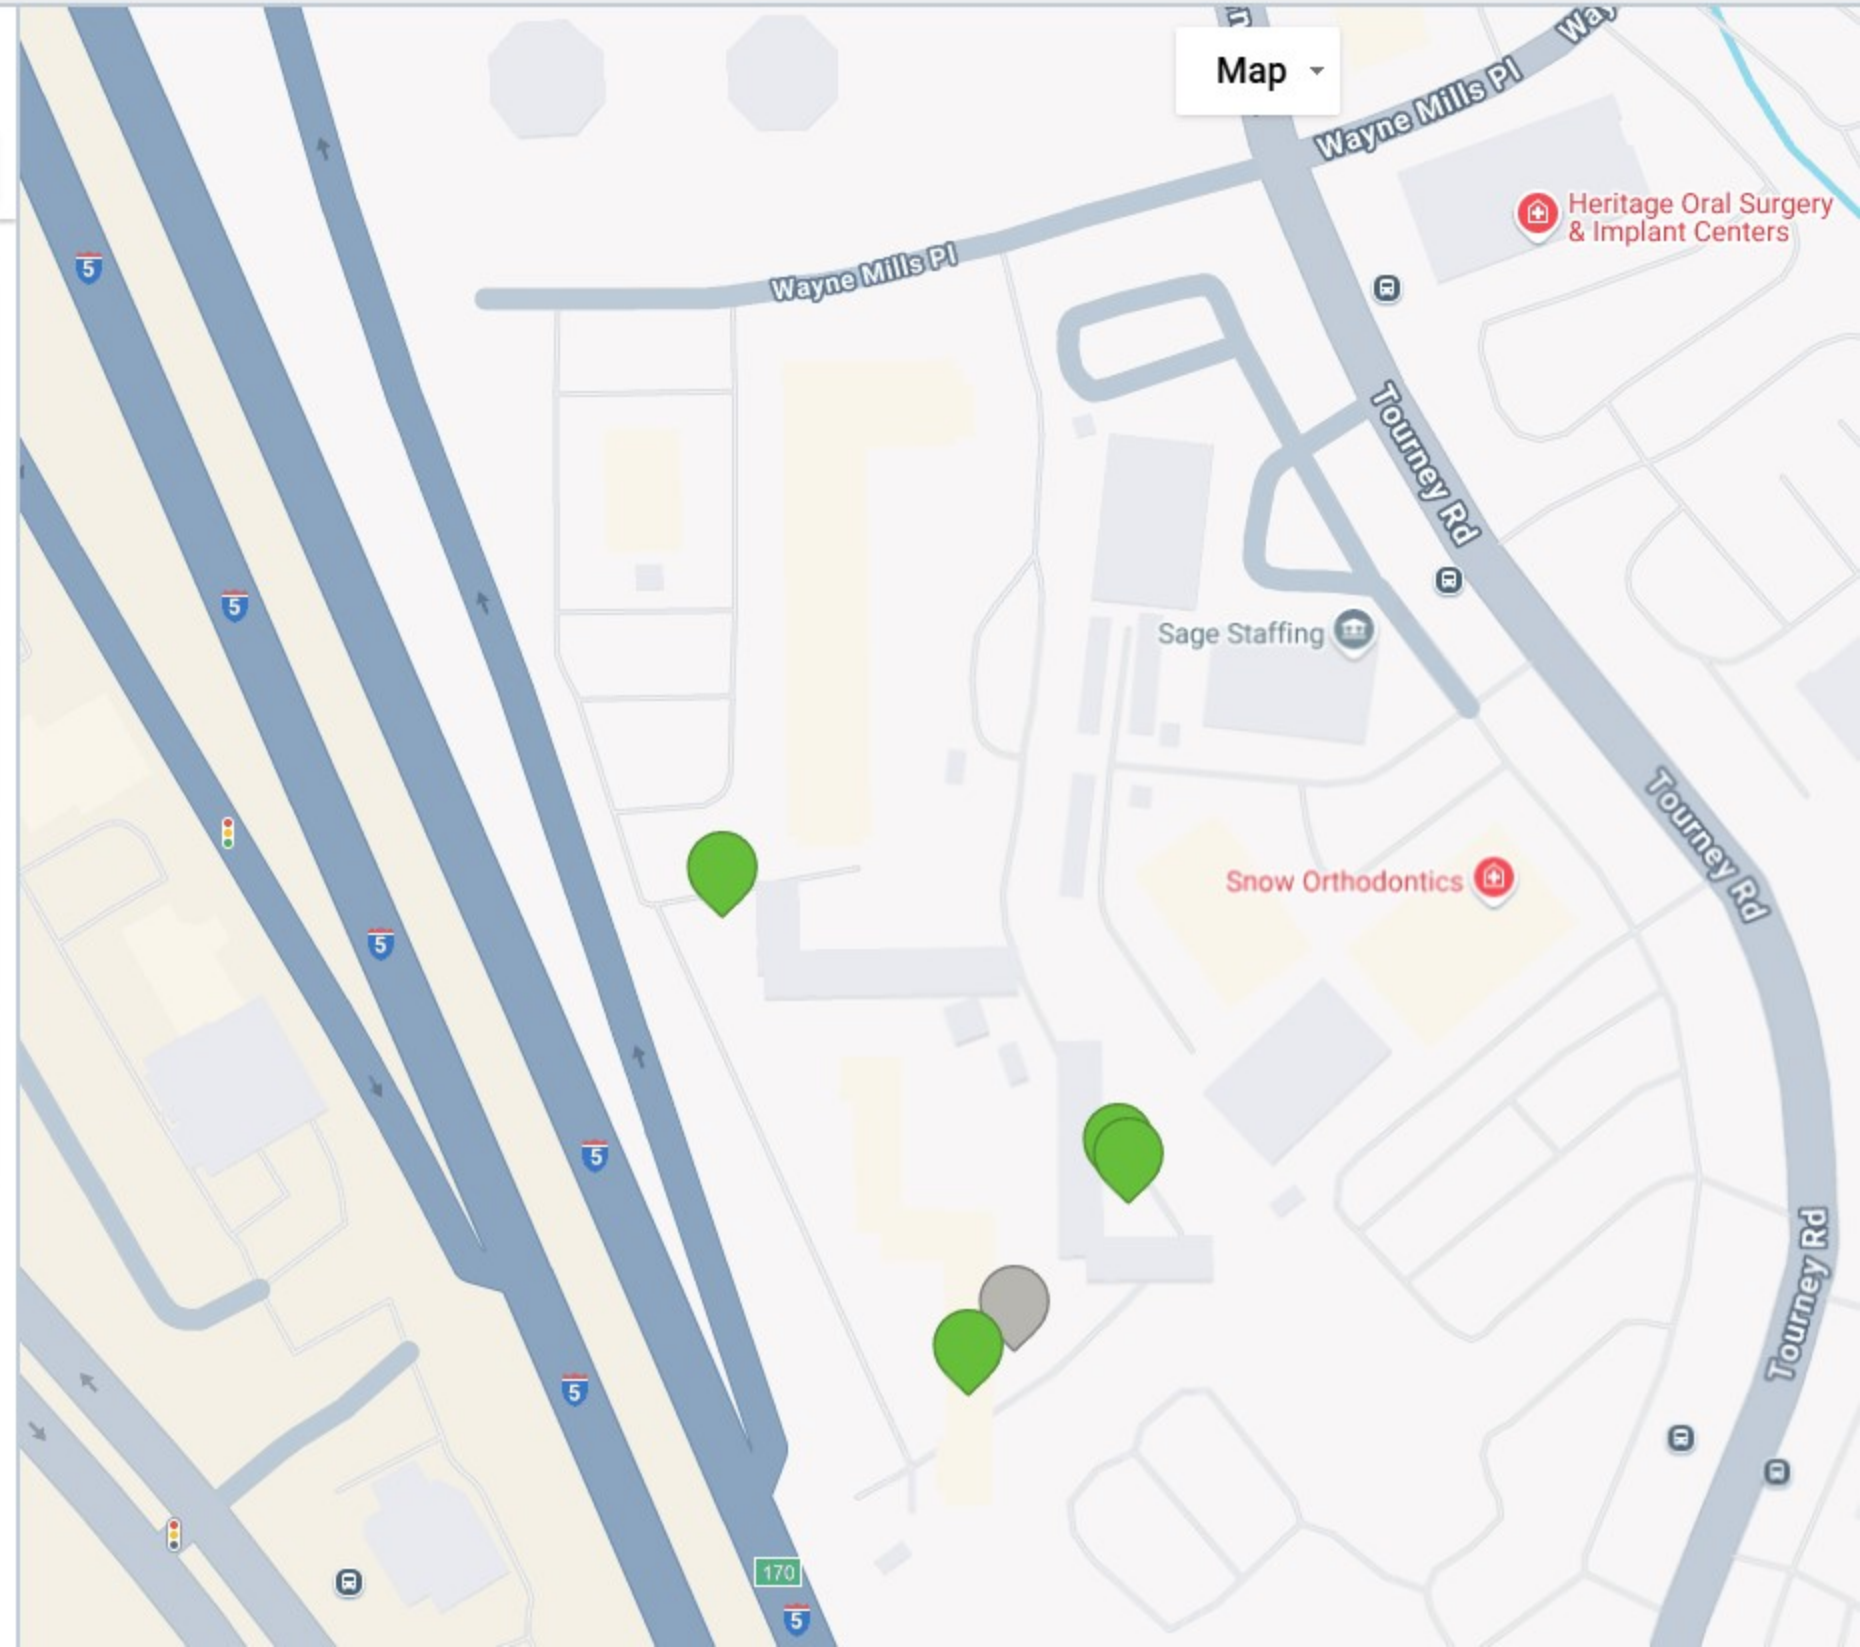 Way
Map
Wayne Mills Pl
Heritage Oral Surgery
& Implant Centers
5
Wayne Mills Pl
Tourney Rd
5
Sage Staffing
Tourney Rd
Snow Orthodontics
5
5
Tourney Rd
5
170
5